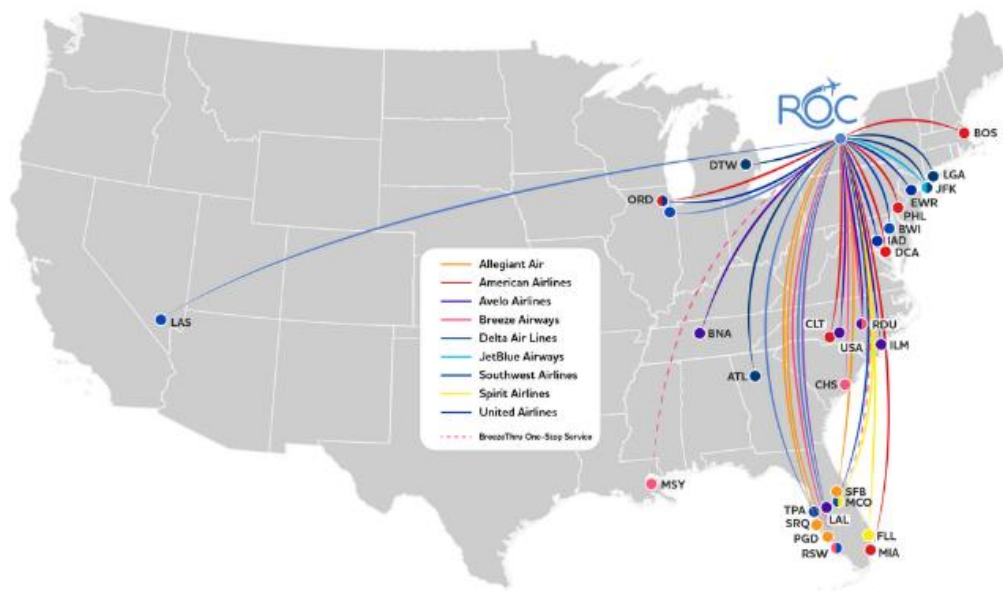 ROC
BOS
DTW
LGA
JFK
EWR
ORD
PHL
BWI
IAD
DCA
Allegiant Air
American Airlines
Avelo Airlines
Breeze Airways
Delta Air Lines
JetBlue Airways
Southwest Airlines
Spirit Airlines
United Airlines
BreezeThru One-Stop Service
LAS
BNA
CLT
RDU
USA
ILM
ATL
CHS
MSY
SFB
MCO
TPA
LAL
SRQ
PGD
FLL
RSW
MIA